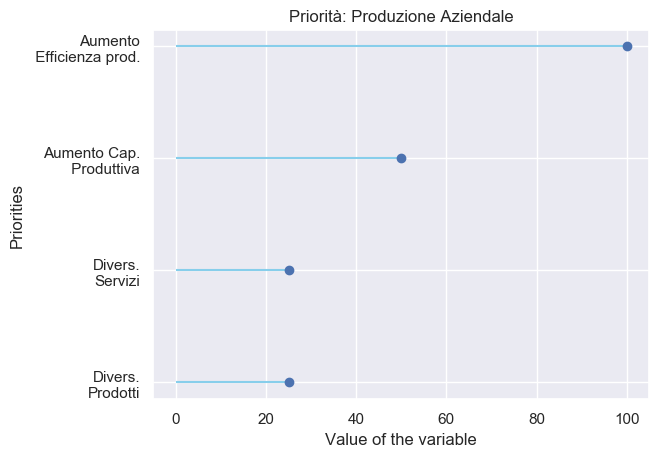 Priorità: Produzione Aziendale
Aumento
Efficienza prod.
Aumento Cap.
Produttiva
Divers.
Servizi
Divers.
Prodotti
Priorities
0 20 40 60 80 100
Value of the variable